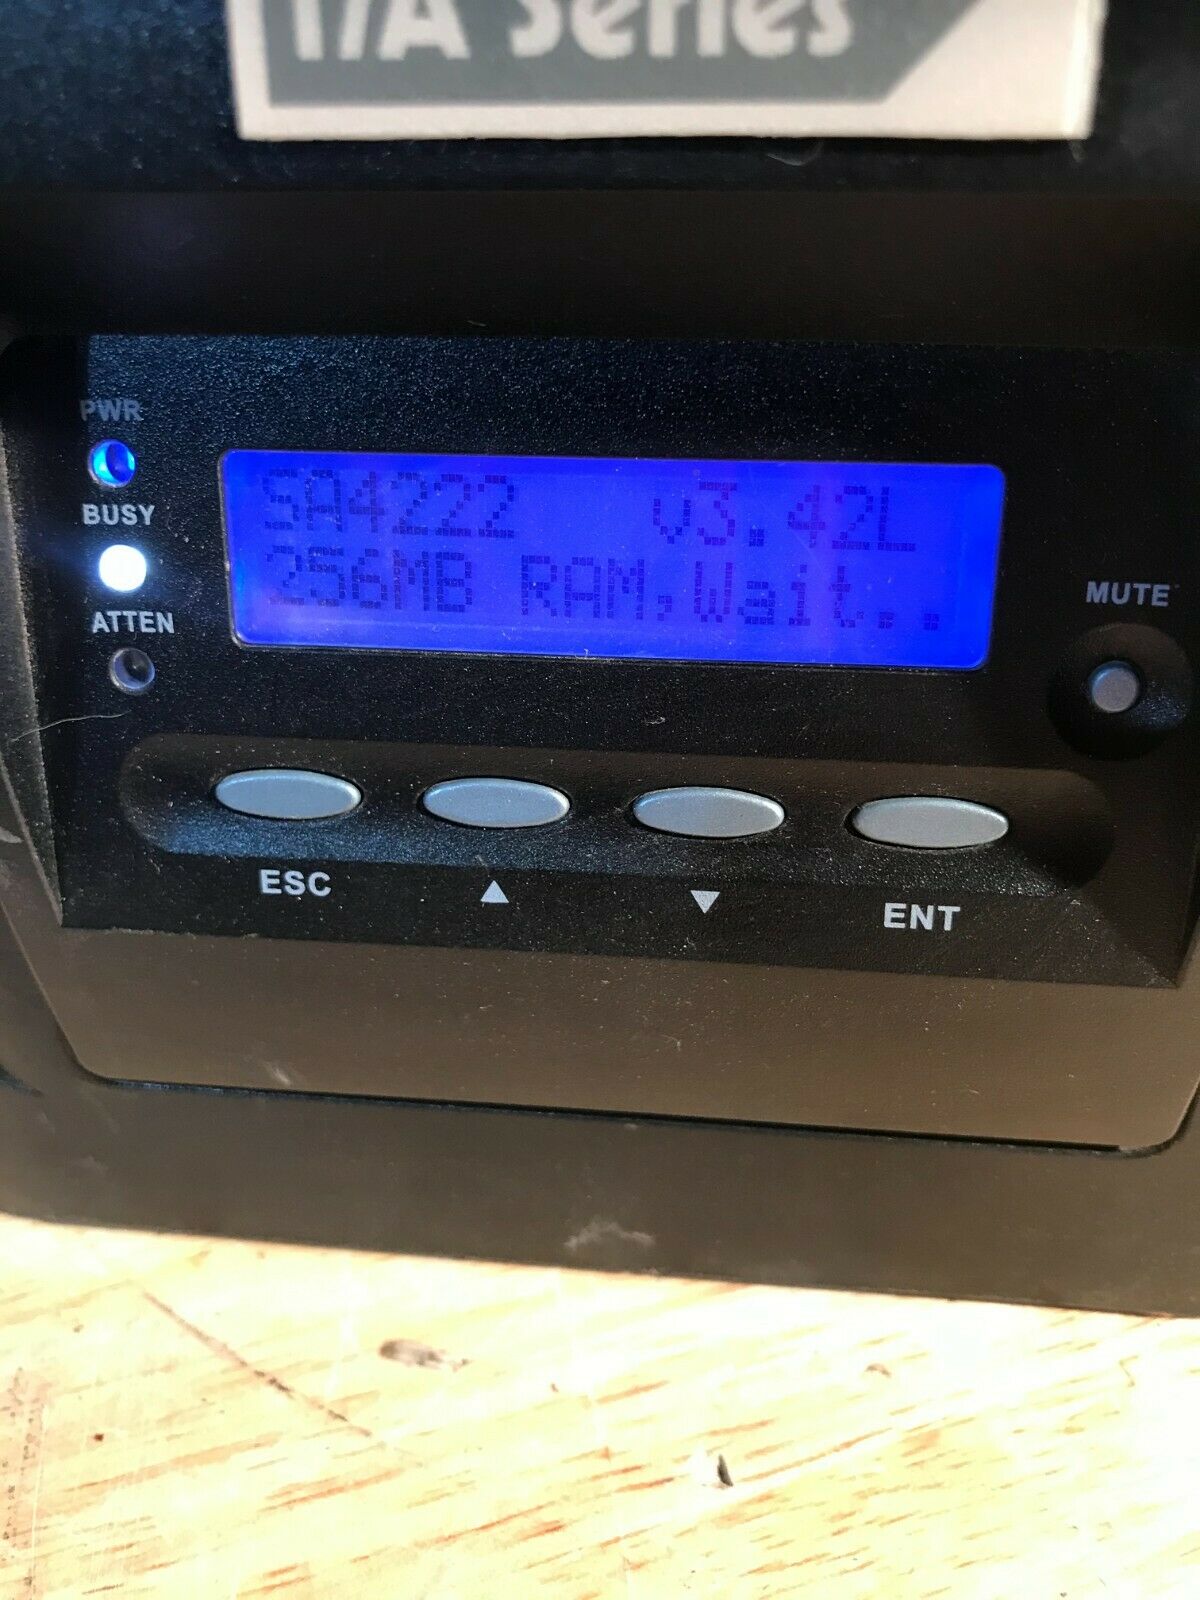 I/A Series
PWR
BUSY
ATTEN
SA4222 v3.42L
256MB RAM,Wait..
MUTE
ESC ▲ ▼ ENT